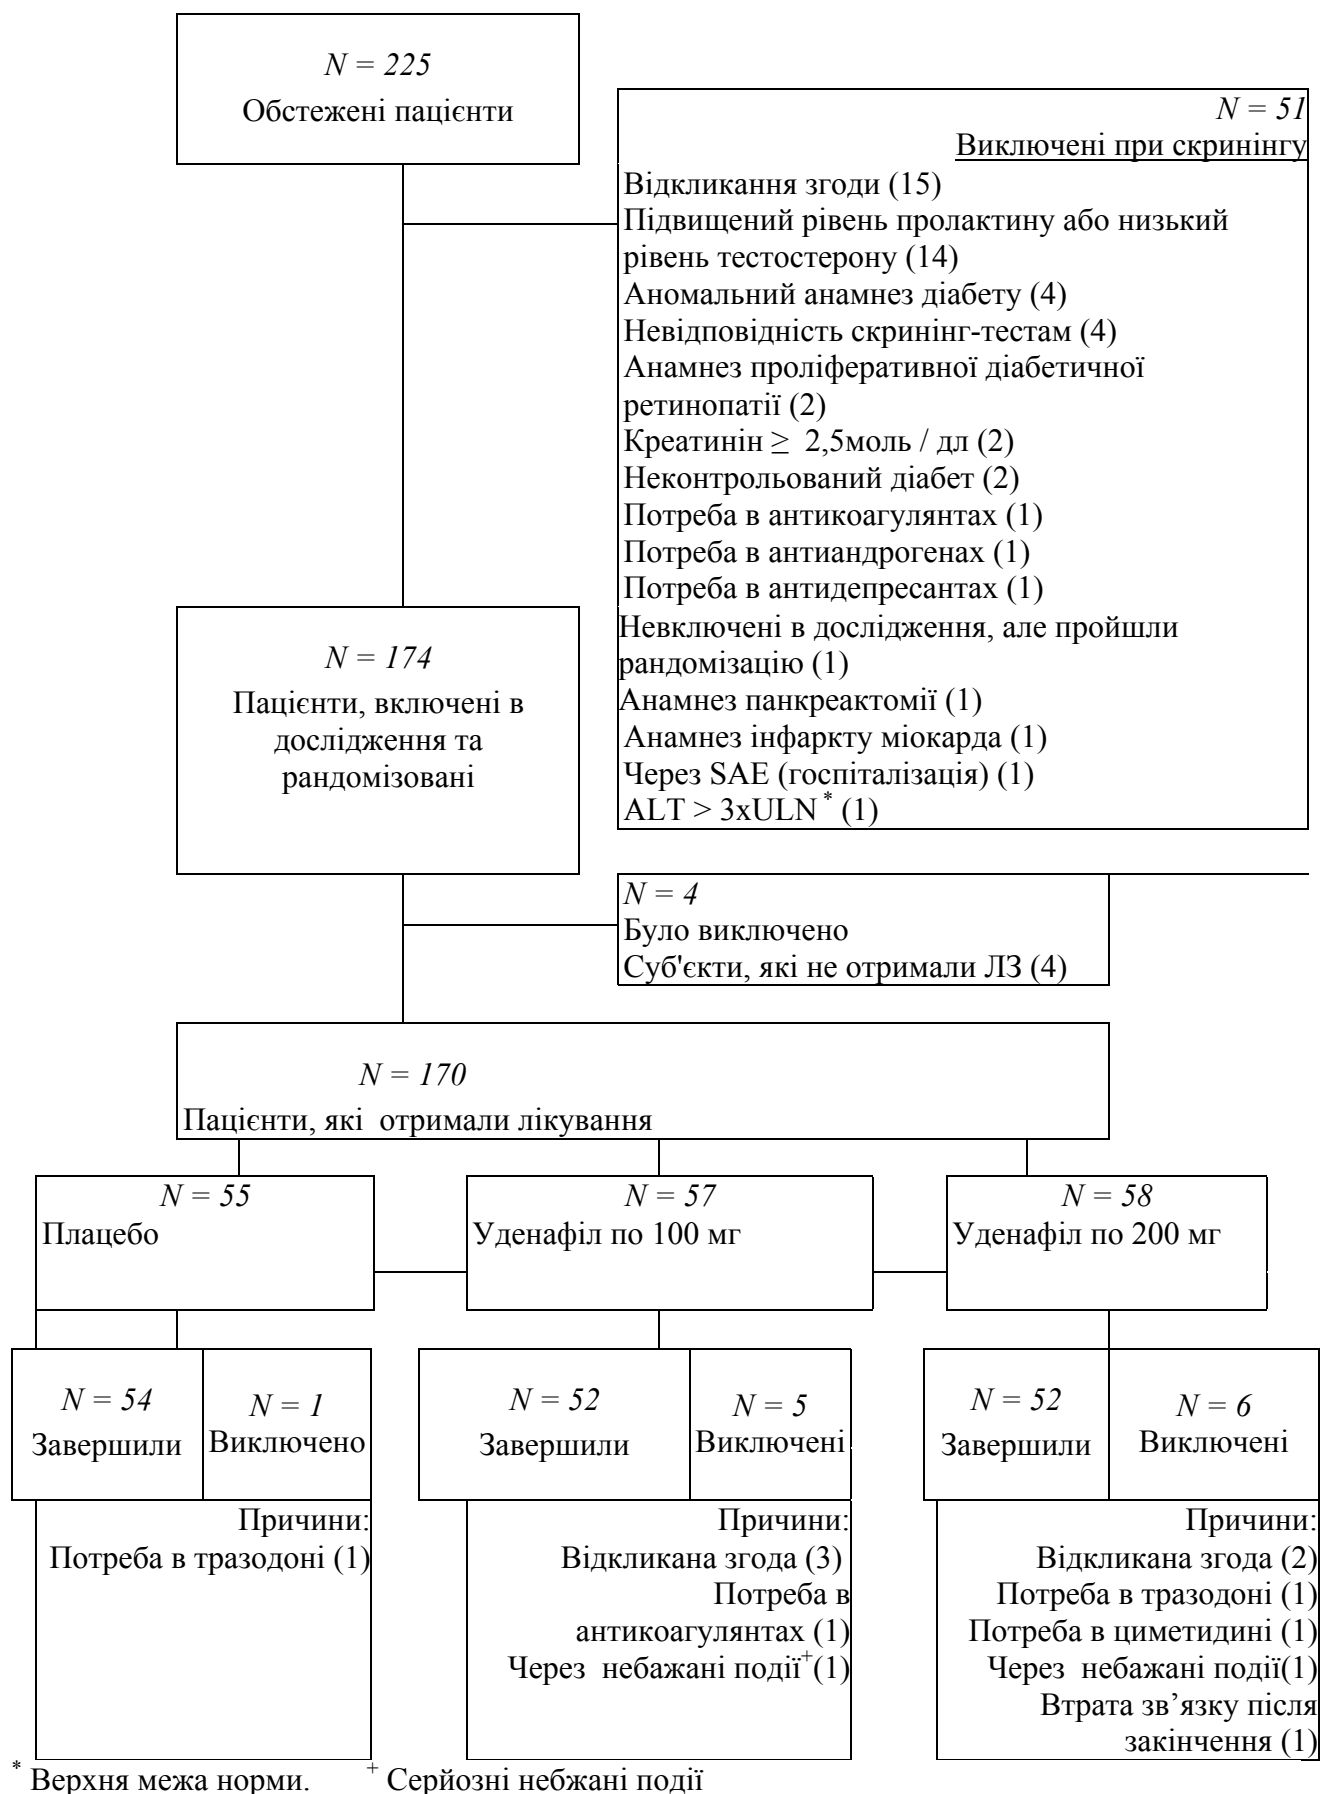 N = 225
Обстежені пацієнти
N = 51
Виключені при скринінгу
Відкликання згоди (15)
Підвищений рівень пролактину або низький
рівень тестостерону (14)
Аномальний анамнез діабету (4)
Невідповідність скринінг-тестам (4)
Анамнез проліферативної діабетичної
ретинопатії (2)
Креатинін ≥ 2,5моль / дл (2)
Неконтрольований діабет (2)
Потреба в антикоагулянтах (1)
Потреба в антиандрогенах (1)
Потреба в антидепресантах (1)
Невключені в дослідження, але пройшли
рандомізацію (1)
Анамнез панкреактомії (1)
Анамнез інфаркту міокарда (1)
Через SAE (госпіталізація) (1)
ALT > 3xULN * (1)
N = 174
Пацієнти, включені в
дослідження та
рандомізовані
N = 4
Було виключено
Суб'єкти, які не отримали ЛЗ (4)
N = 170
Пацієнти, які отримали лікування
N = 55
Плацебо
N = 57
Уденафіл по 100 мг
N = 58
Уденафіл по 200 мг
N = 54
Завершили
N = 1
Виключено
N = 52
Завершили
N = 5
Виключені
N = 52
Завершили
N = 6
Виключені
Причини:
Потреба в тразодоні (1)
Причини:
Відкликана згода (3)
Потреба в
антикоагулянтах (1)
Через небажані події+(1)
Причини:
Відкликана згода (2)
Потреба в тразодоні (1)
Потреба в циметидині (1)
Через небажані події(1)
Втрата зв’язку після
закінчення (1)
* Верхня межа норми. + Серйозні небжані події